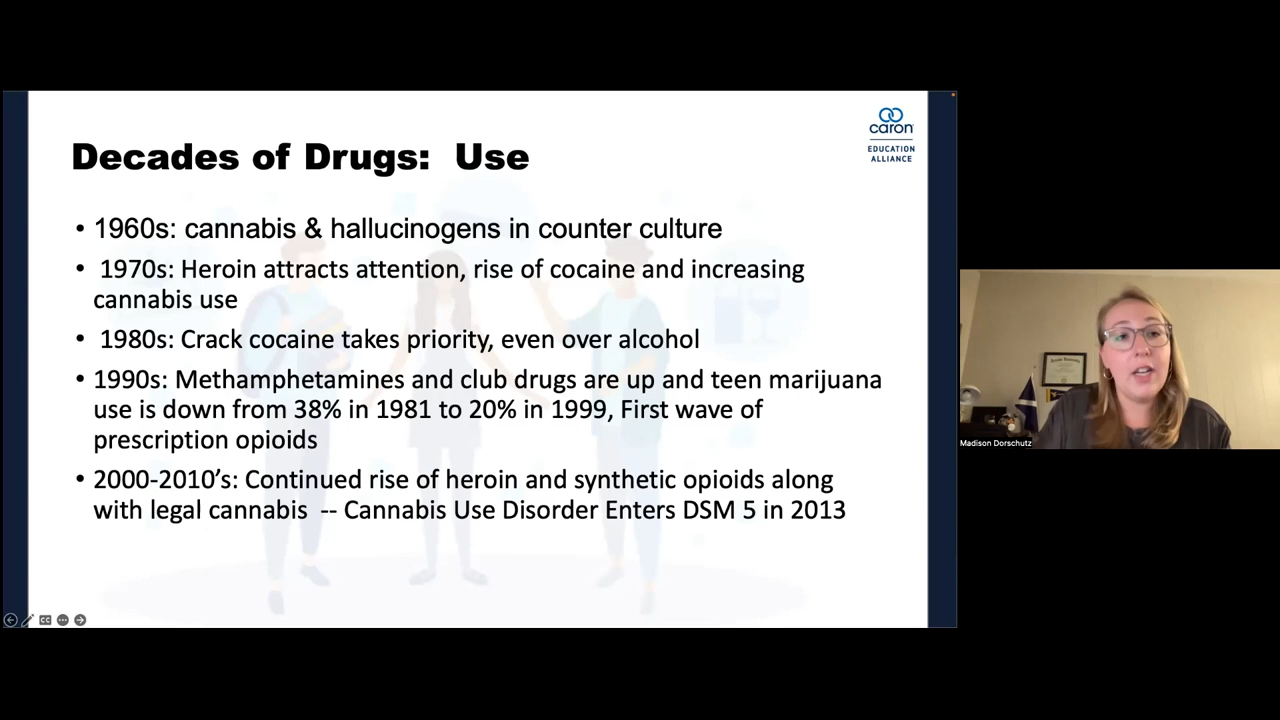 caron
EDUCATION
ALLIANCE
Decades of Drugs: Use
• 1960s: cannabis & hallucinogens in counter culture
• 1970s: Heroin attracts attention, rise of cocaine and increasing
cannabis use
• 1980s: Crack cocaine takes priority, even over alcohol
• 1990s: Methamphetamines and club drugs are up and teen marijuana
use is down from 38% in 1981 to 20% in 1999, First wave of
prescription opioids
• 2000-2010’s: Continued rise of heroin and synthetic opioids along
with legal cannabis -- Cannabis Use Disorder Enters DSM 5 in 2013
CC
Madison Dorschutz